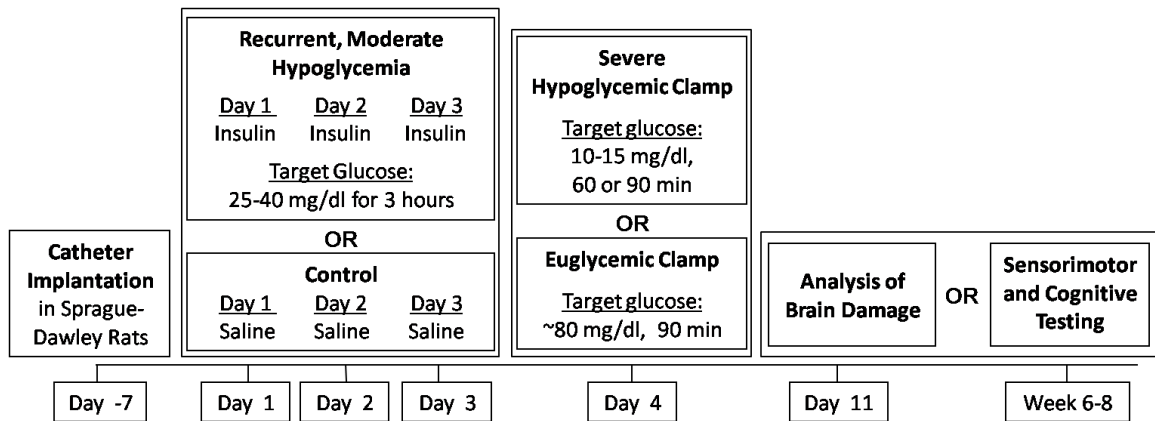 Catheter
Implantation
in Sprague-
Dawley Rats
Recurrent, Moderate
Hypoglycemia
Day 1 Day 2 Day 3
Insulin Insulin Insulin
Target Glucose:
25-40 mg/dl for 3 hours
OR
Control
Day 1 Day 2 Day 3
Saline Saline Saline
Severe
Hypoglycemic Clamp
Target glucose:
10-15 mg/dl,
60 or 90 min
OR
Euglycemic Clamp
Target glucose:
~80 mg/dl, 90 min
Analysis of
Brain Damage
OR
Sensorimotor
and Cognitive
Testing
Day -7 Day 1 Day 2 Day 3 Day 4 Day 11 Week 6-8